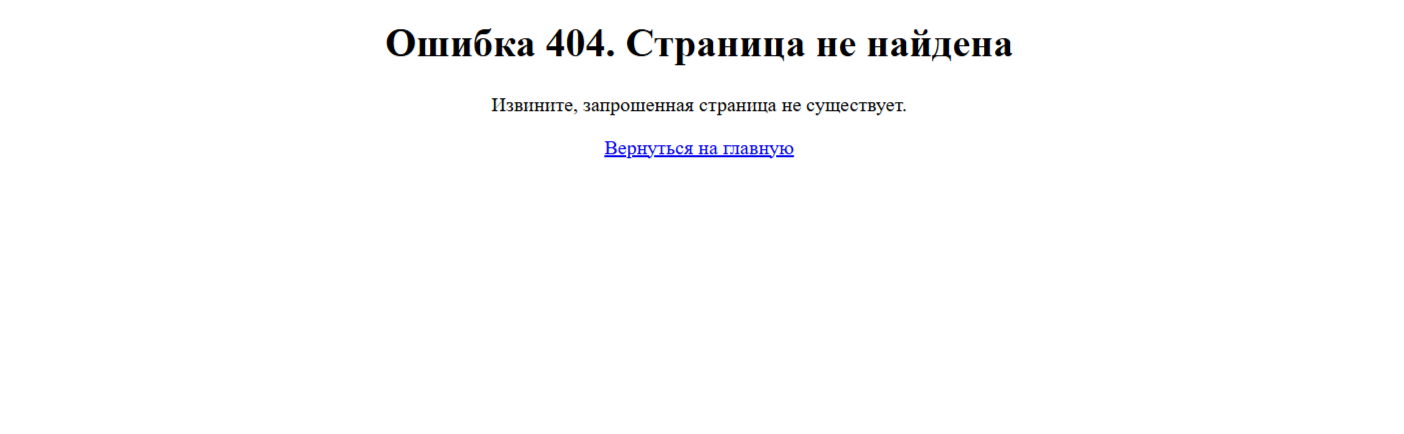 Ошибка 404. Страница не найдена
Извините, запрошенная страница не существует.
Вернуться на главную